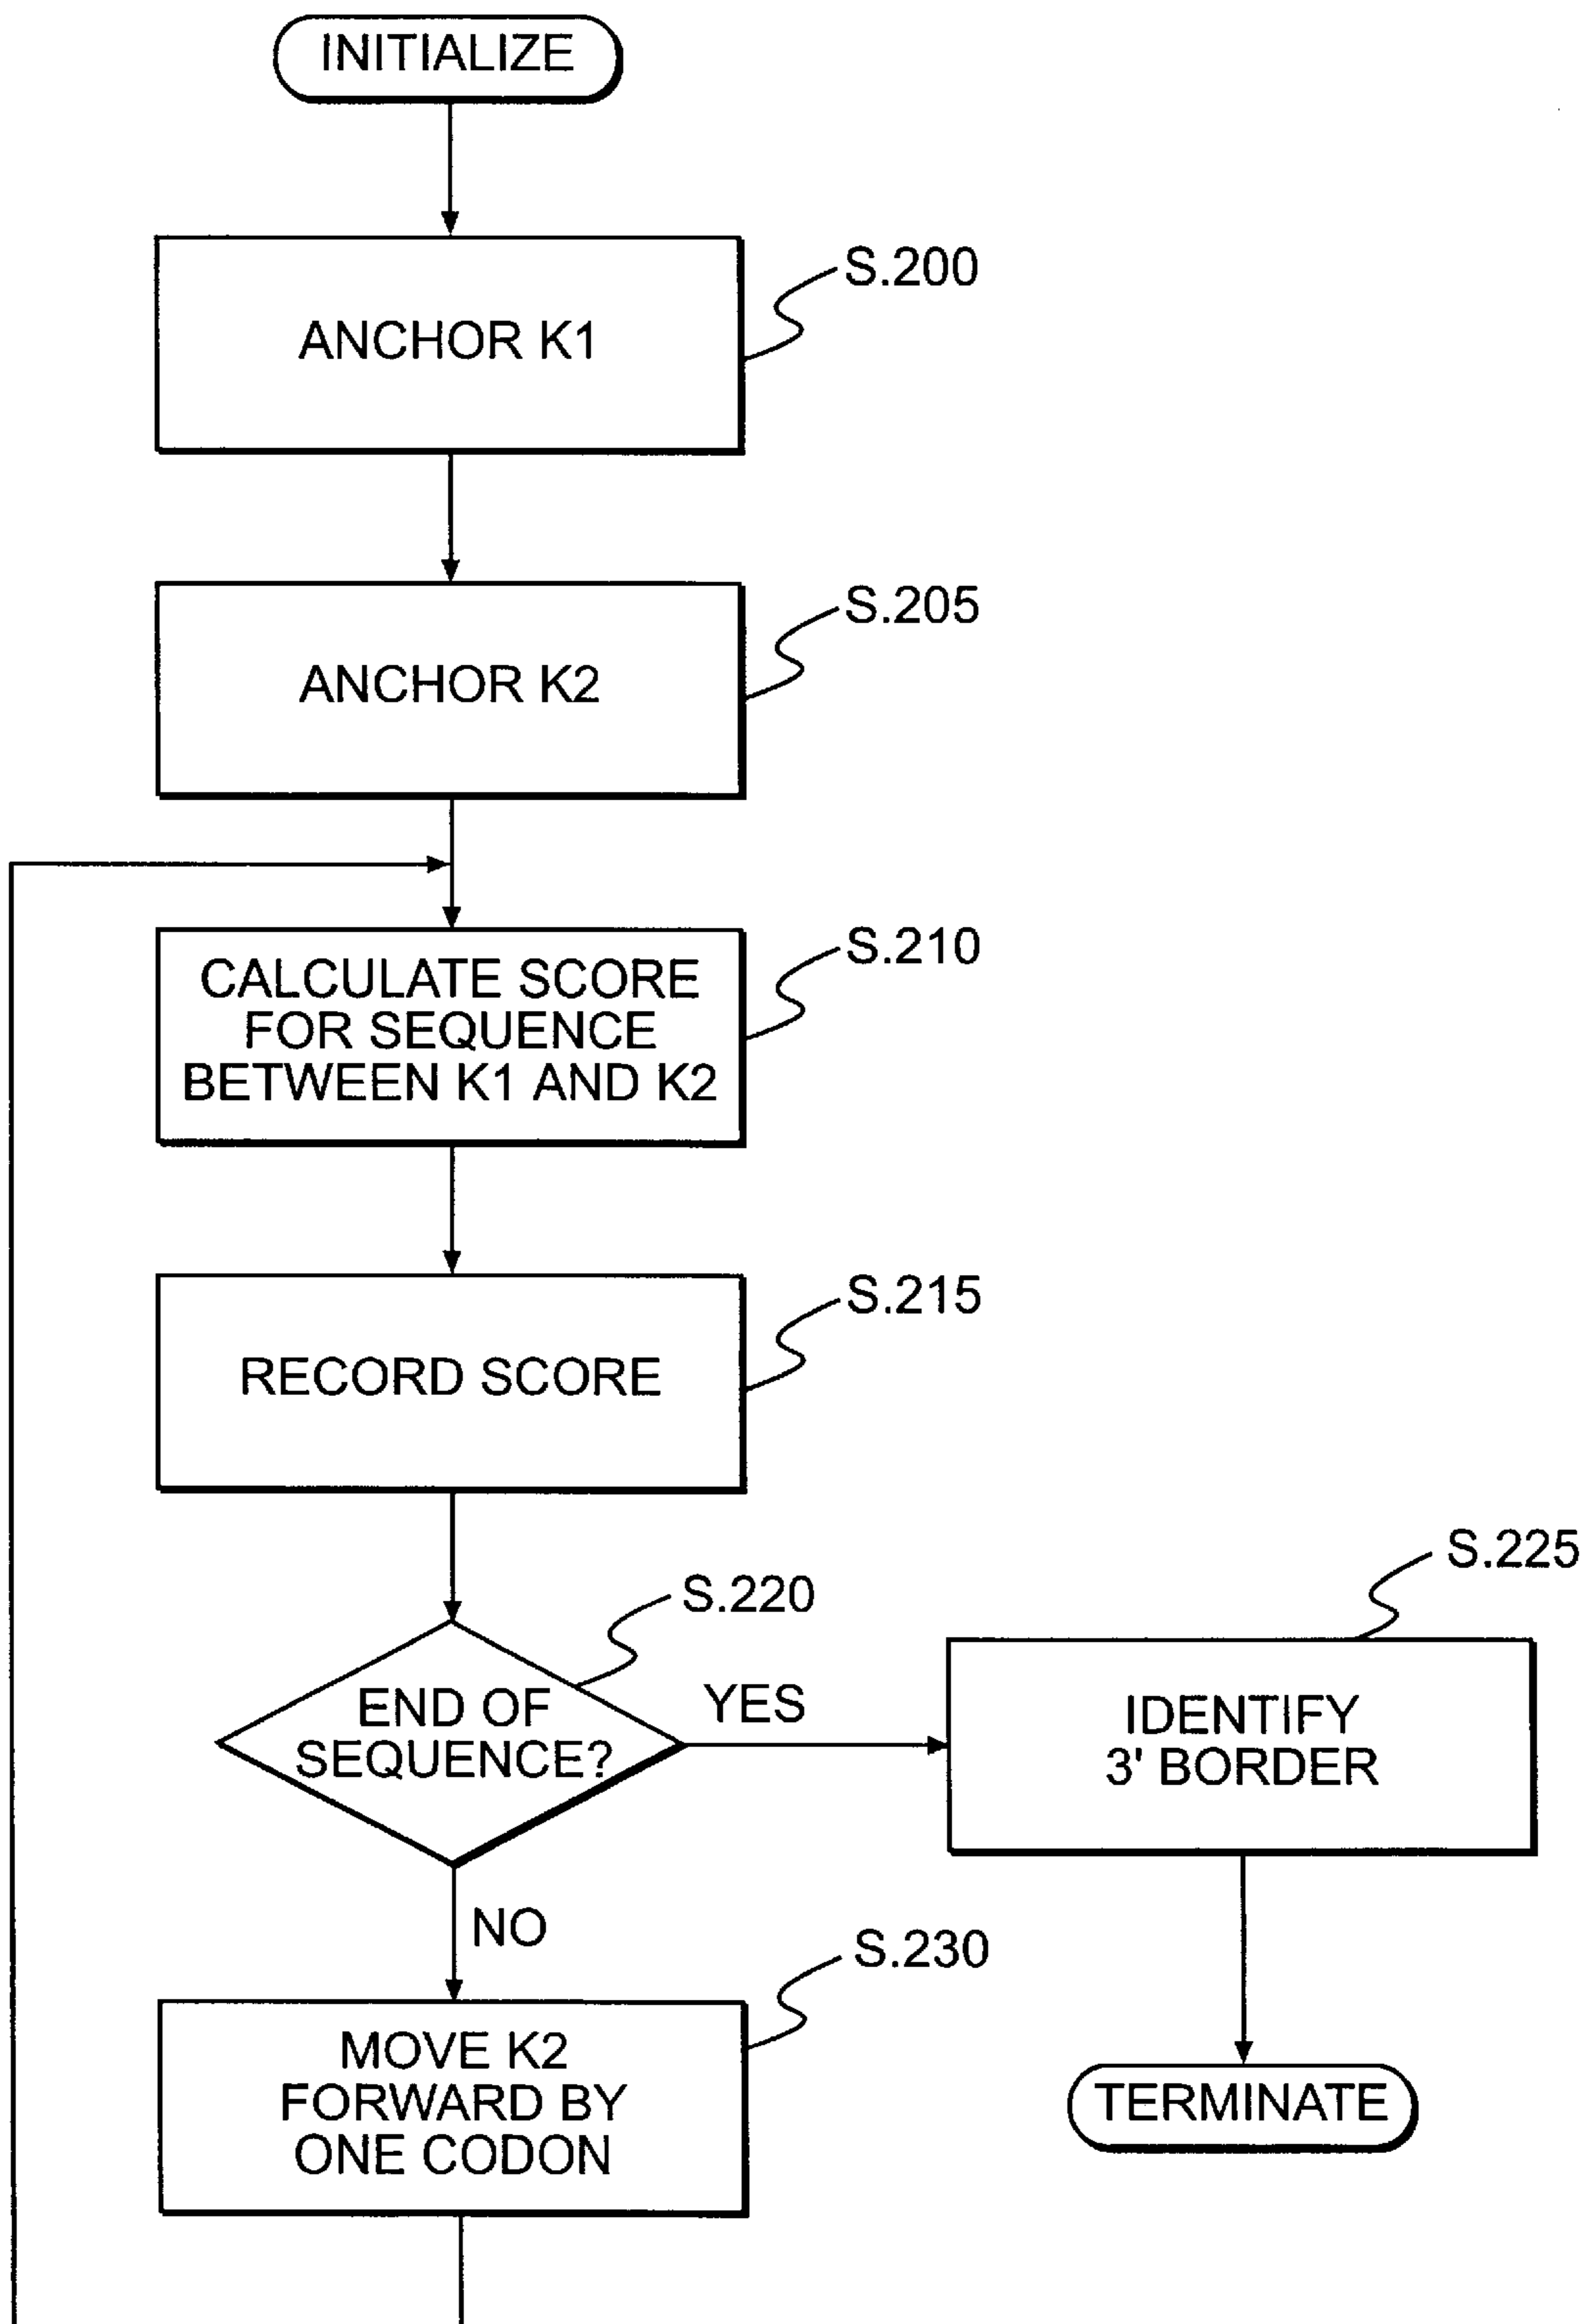 INITIALIZE
ANCHOR K1
S.200
ANCHOR K2
S.205
CALCULATE SCORE
FOR SEQUENCE
BETWEEN K1 AND K2
S.210
RECORD SCORE
S.215
END OF
SEQUENCE?
S.220
YES
IDENTIFY
3' BORDER
S.225
NO
MOVE K2
FORWARD BY
ONE CODON
S.230
TERMINATE